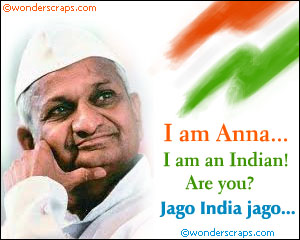 ©wonderscraps.com
I am Anna...
I am an Indian!
Are you?
Jago India jago...
©wonderscraps.com